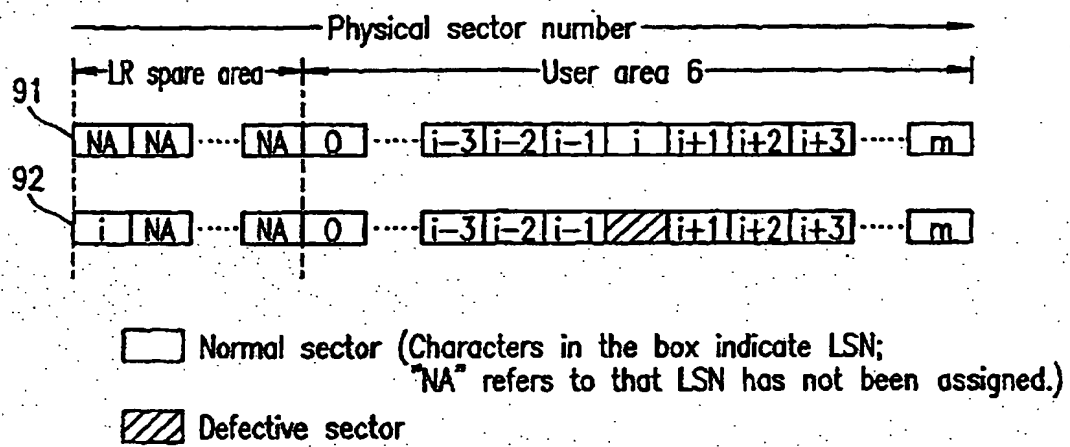 Physical sector number
LR spare area User area 6
91
NA NA ..... NA 0 ..... i-3 i-2 i-1 i i+1 i+2 i+3 ..... m
92
i NA ..... NA 0 ..... i-3 i-2 i-1 i+1 i+2 i+3 ..... m
Normal sector (Characters in the box indicate LSN;
"NA" refers to that LSN has not been assigned.)
Defective sector